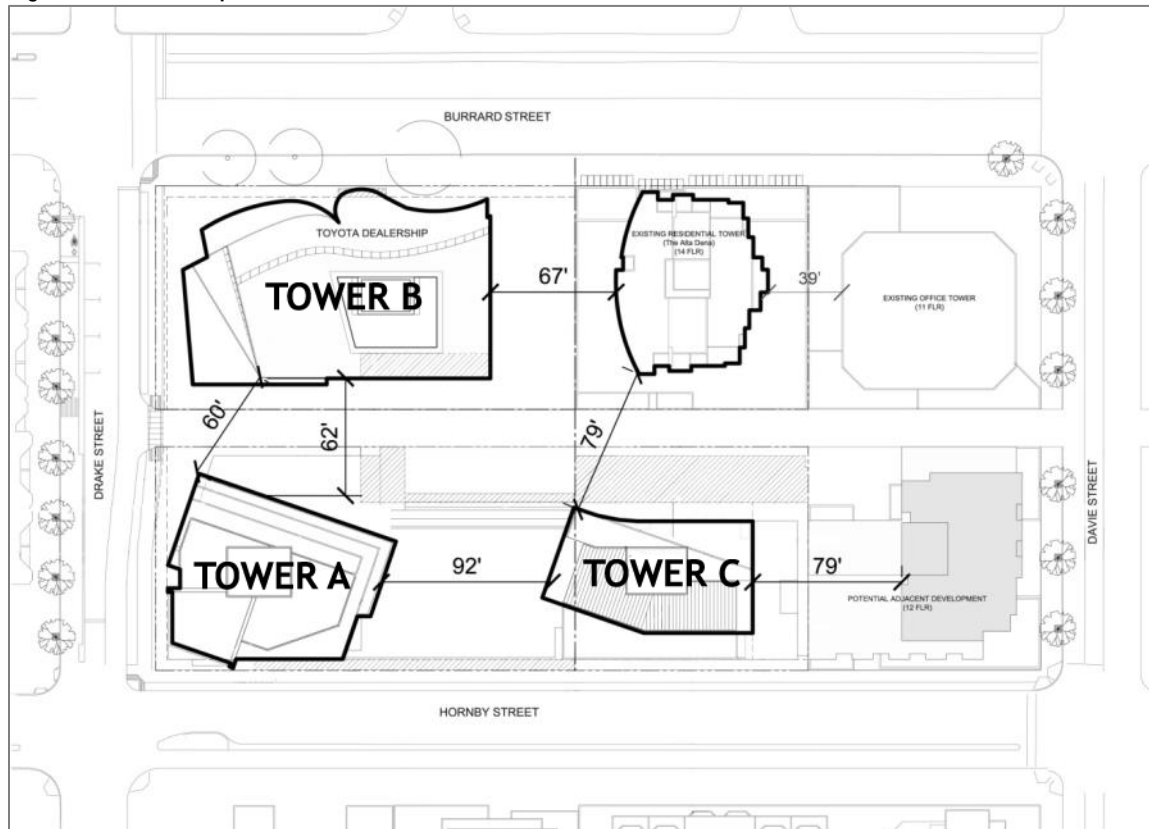 BURRARD STREET
TOYOTA DEALERSHIP
EXISTING RESIDENTIAL TOWER
(The Alta Dena)
(14 FLR)
TOWER B
67'
39'
EXISTING OFFICE TOWER
(11 FLR)
60'
62'
79'
DRAKE STREET
DAVIE STREET
TOWER A
92'
TOWER C
79'
POTENTIAL ADJACENT DEVELOPMENT
(12 FLR)
HORNBY STREET